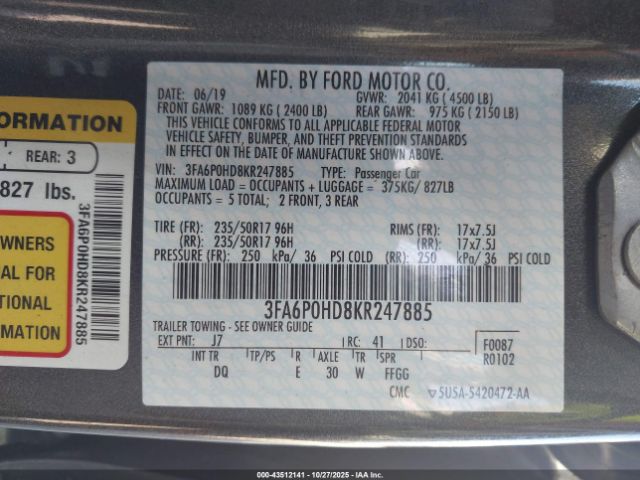 MFD. BY FORD MOTOR CO.
DATE: 06/19 GVWR: 2041 KG ( 4500 LB)
FRONT GAWR: 1089 KG ( 2400 LB) REAR GAWR: 975 KG ( 2150 LB)
THIS VEHICLE CONFORMS TO ALL APPLICABLE FEDERAL MOTOR
VEHICLE SAFETY, BUMPER, AND THEFT PREVENTION STANDARDS
IN EFFECT ON THE DATE OF MANUFACTURE SHOWN ABOVE.
VIN: 3FA6P0HD8KR247885 TYPE: Passenger Car
MAXIMUM LOAD = OCCUPANTS + LUGGAGE = 375KG/ 827LB
OCCUPANTS = 5 TOTAL; 2 FRONT, 3 REAR
TIRE (FR): 235/50R17 96H RIMS (FR): 17x7.5J
(RR): 235/50R17 96H (RR): 17x7.5J
PRESSURE (FR): 250 kPa/ 36 PSI COLD (RR): 250 kPa/ 36 PSI COLD
3FA6P0HD8KR247885
TRAILER TOWING - SEE OWNER GUIDE
EXT PNT: J7 RC: 41 DSO:
F0087
R0102
INT TR TP/PS R AXLE TR SPR
DQ E 30 W FFGG
CMC 5U5A-5420472-AA
ORMATION
REAR: 3
827 lbs.
WNERS
AL FOR
TIONAL
RMATION
3FA6P0HD8KR247885
© COPYRIGHT IAA, LLC. - 000-43512141 - 10/27/2025 - ALL RIGHTS RESERVED